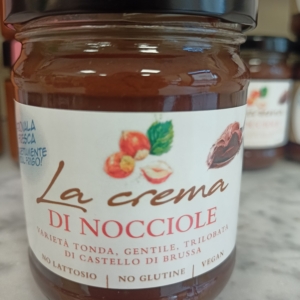 La crema
DI NOCCIOLE
VARIETÀ TONDA, GENTILE, TRILOBATA
DI CASTELLO DI BRUSSA
NO LATTOSIO | NO GLUTINE | VEGAN